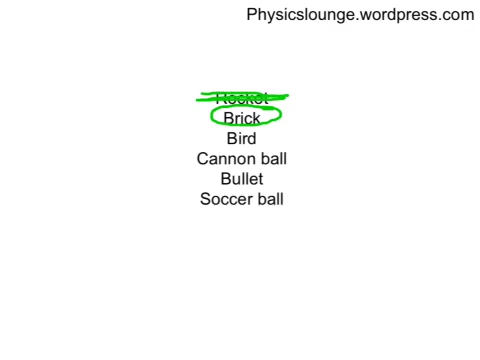 Physicslounge.wordpress.com
Rocket
Brick
Bird
Cannon ball
Bullet
Soccer ball